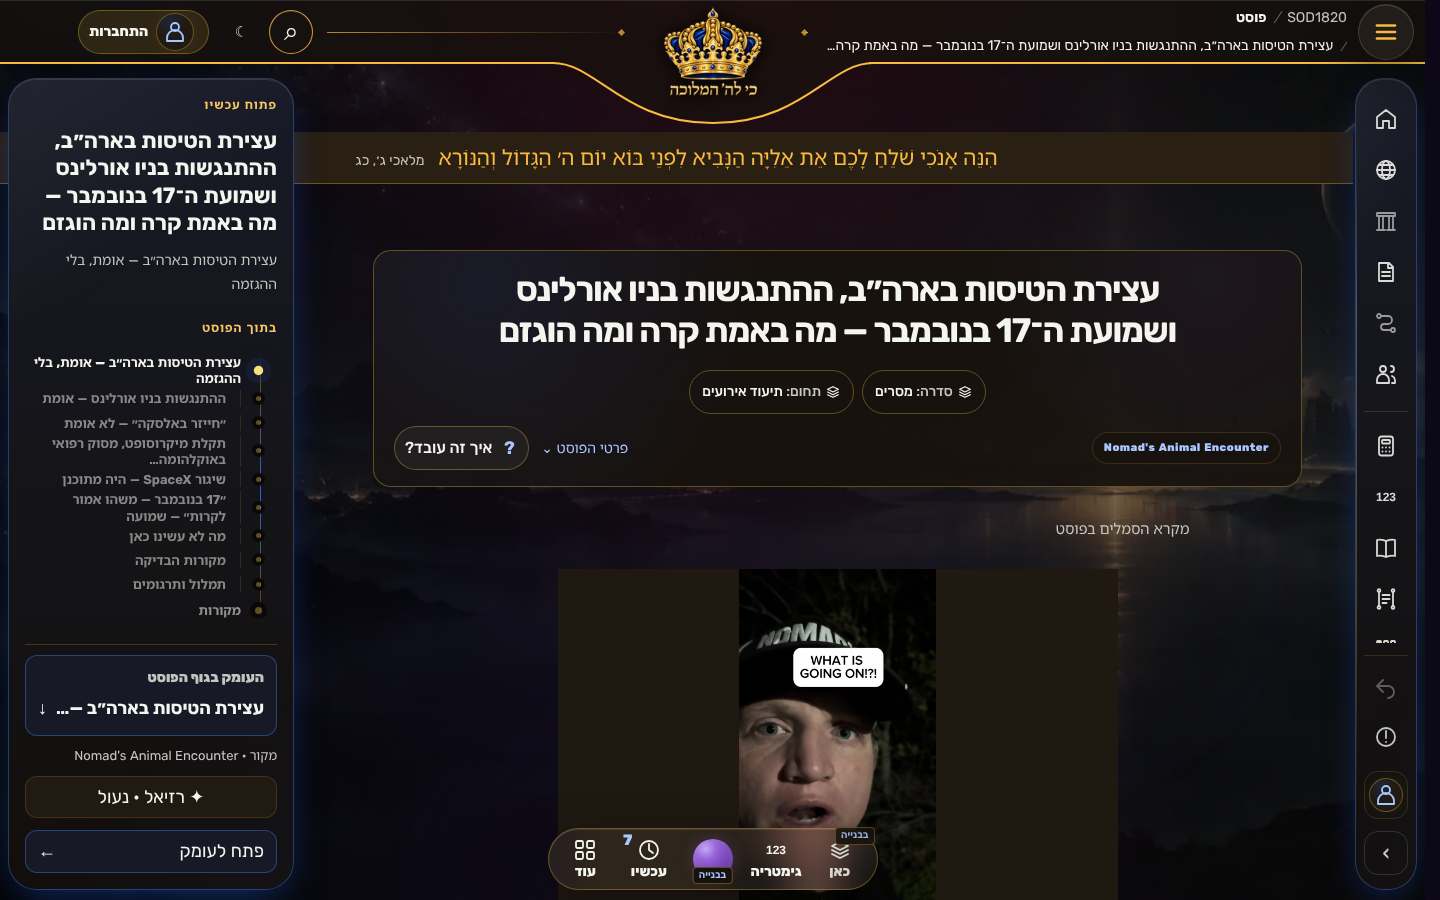 SOD1820 / פוסט
/ עצירת הטיסות בארה״ב, ההתנגשות בניו אורלינס ושמועת ה־17 בנובמבר — מה באמת קרה...
כי לה' המלוכה
התחברות
הִנֵּה אָנֹכִי שֹׁלֵחַ לָכֶם אֵת אֵלִיָּה הַנָּבִיא לִפְנֵי בּוֹא יוֹם ה׳ הַגָּדוֹל וְהַנּוֹרָא מלאכי ג׳, כג
עצירת הטיסות בארה״ב, ההתנגשות בניו אורלינס
ושמועת ה־17 בנובמבר — מה באמת קרה ומה הוגזם
סדרה: מסרים
תחום: תיעוד אירועים
Nomad's Animal Encounter
פרטי הפוסט
? איך זה עובד?
מקרא הסמלים בפוסט
NOMAD
WHAT IS
GOING ON!?!
בבנייה
כאן
123
גימטריה
בבנייה
7
עכשיו
עוד
123
פתוח עכשיו
עצירת הטיסות בארה״ב,
ההתנגשות בניו אורלינס
ושמועת ה־17 בנובמבר —
מה באמת קרה ומה הוגזם
עצירת הטיסות בארה״ב — אומת, בלי
ההגזמה
בתוך הפוסט
עצירת הטיסות בארה״ב — אומת, בלי
ההגזמה
ההתנגשות בניו אורלינס — אומת
״חייזר באלסקה״ — לא אומת
תקלת מיקרוסופט, מסוק רפואי
באוקלהומה...
שיגור SpaceX — היה מתוכנן
״17 בנובמבר — משהו אמור
לקרות״ — שמועה
מה לא עשינו כאן
מקורות הבדיקה
תמלול ותרגומים
מקורות
העומק בגוף הפוסט
עצירת הטיסות בארה״ב —... ↓
מקור • Nomad's Animal Encounter
✦ רזיאל • נעול
פתח לעומק ←